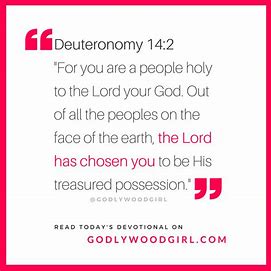 Deuteronomy 14:2
"For you are a people holy
to the Lord your God. Out
of all the peoples on the
face of the earth, the Lord
has chosen you to be His
treasured possession."
@GODLYWOODGIRL
READ TODAY'S DEVOTIONAL ON
GODLYWOODGIRL.COM